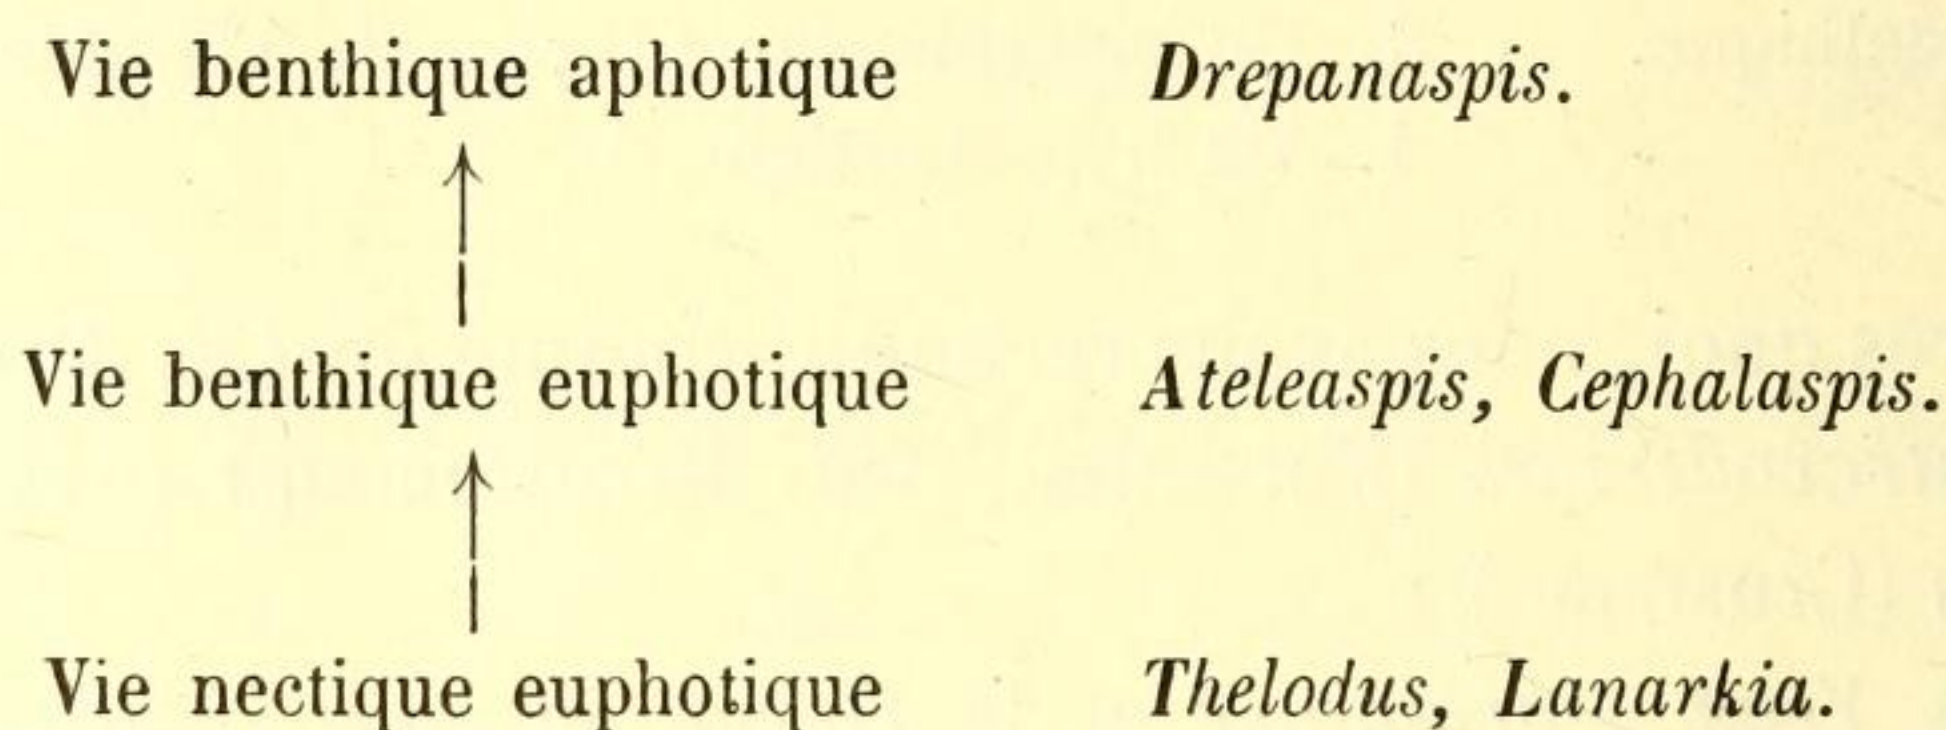 Vie benthique aphotique Drepanaspis.
Vie benthique euphotique Ateleaspis, Cephalaspis.
Vie nectique euphotique Thelodus, Lanarkia.